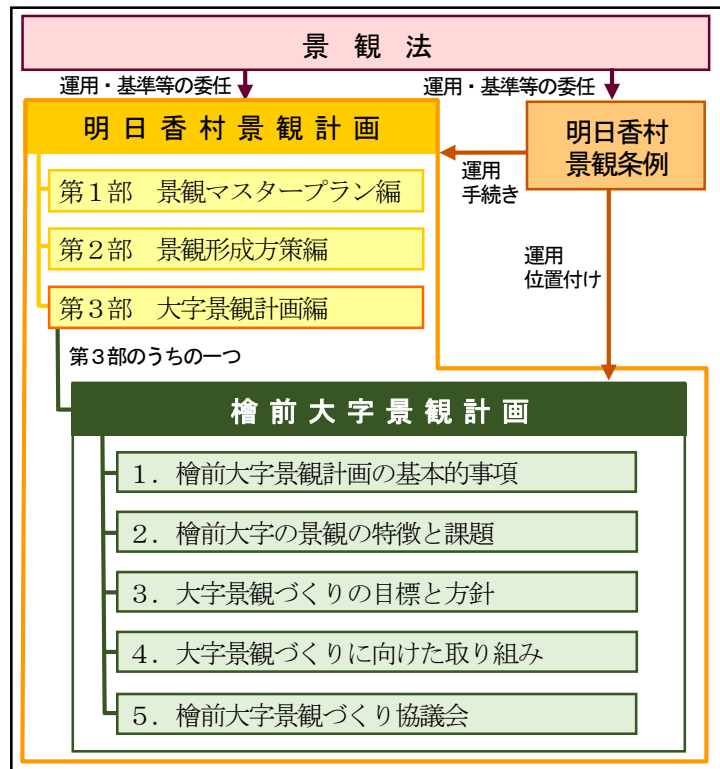 景観法
運用・基準等の委任
運用・基準等の委任
明日香村景観計画
明日香村
景観条例
運用
手続き
第1部　景観マスタープラン編
第2部　景観形成方策編
運用
位置付け
第3部　大字景観計画編
第3部のうちの一つ
檜前大字景観計画
1．檜前大字景観計画の基本的事項
2．檜前大字の景観の特徴と課題
3．大字景観づくりの目標と方針
4．大字景観づくりに向けた取り組み
5．檜前大字景観づくり協議会